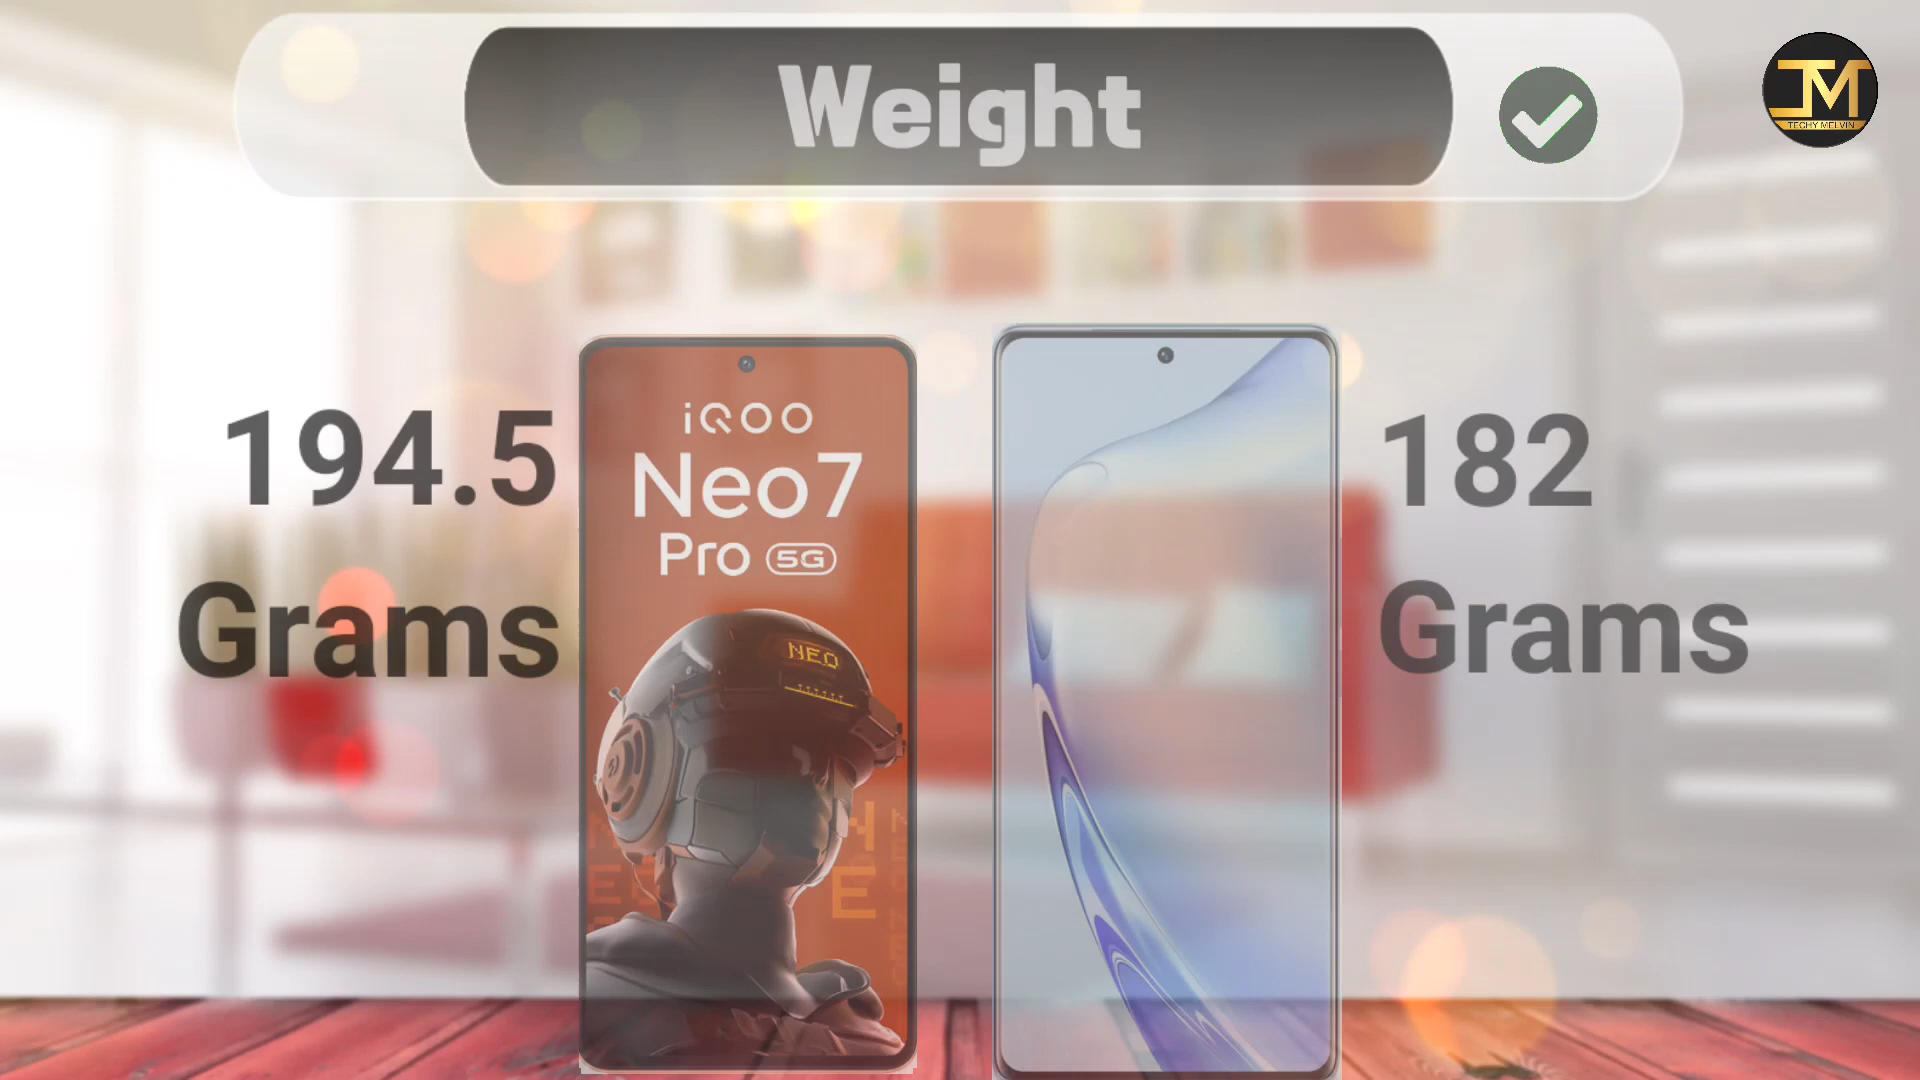 Weight
TECHY MELVIN
194.5
Grams
iQOO
Neo7
Pro 5G
NEO
N
E
182
Grams